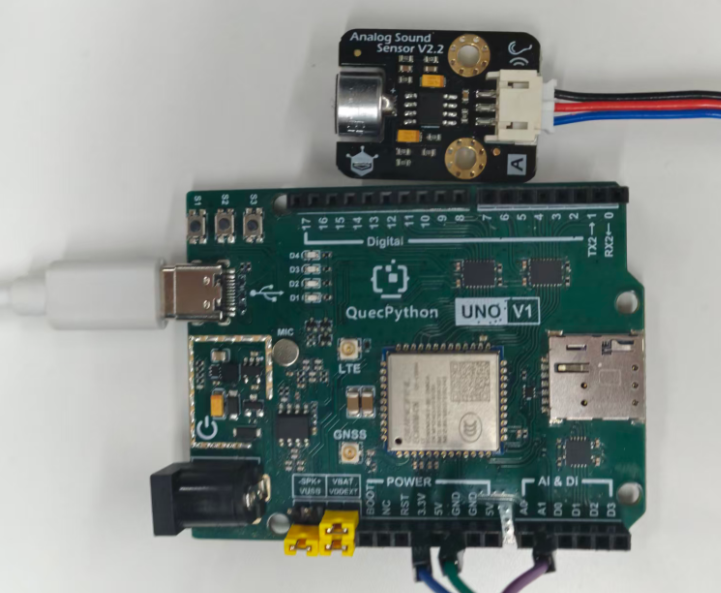 Analog Sound
Sensor V2.2
A
S1
S2
S3
17
16
15
14
13
12
11
10
9
8
7
6
5
4
3
2
TX2→1
RX2←0
Digital
D4
D3
D2
D1
QuecPython
UNO V1
MIC
LTE
GNSS
-SPK+
VUSB
VBAT
VDDEXT
POWER
AI & DI
BOOT
NC
RST
3.3V
5V
GND
GND
5V
A0
A1
D0
D1
D2
D3